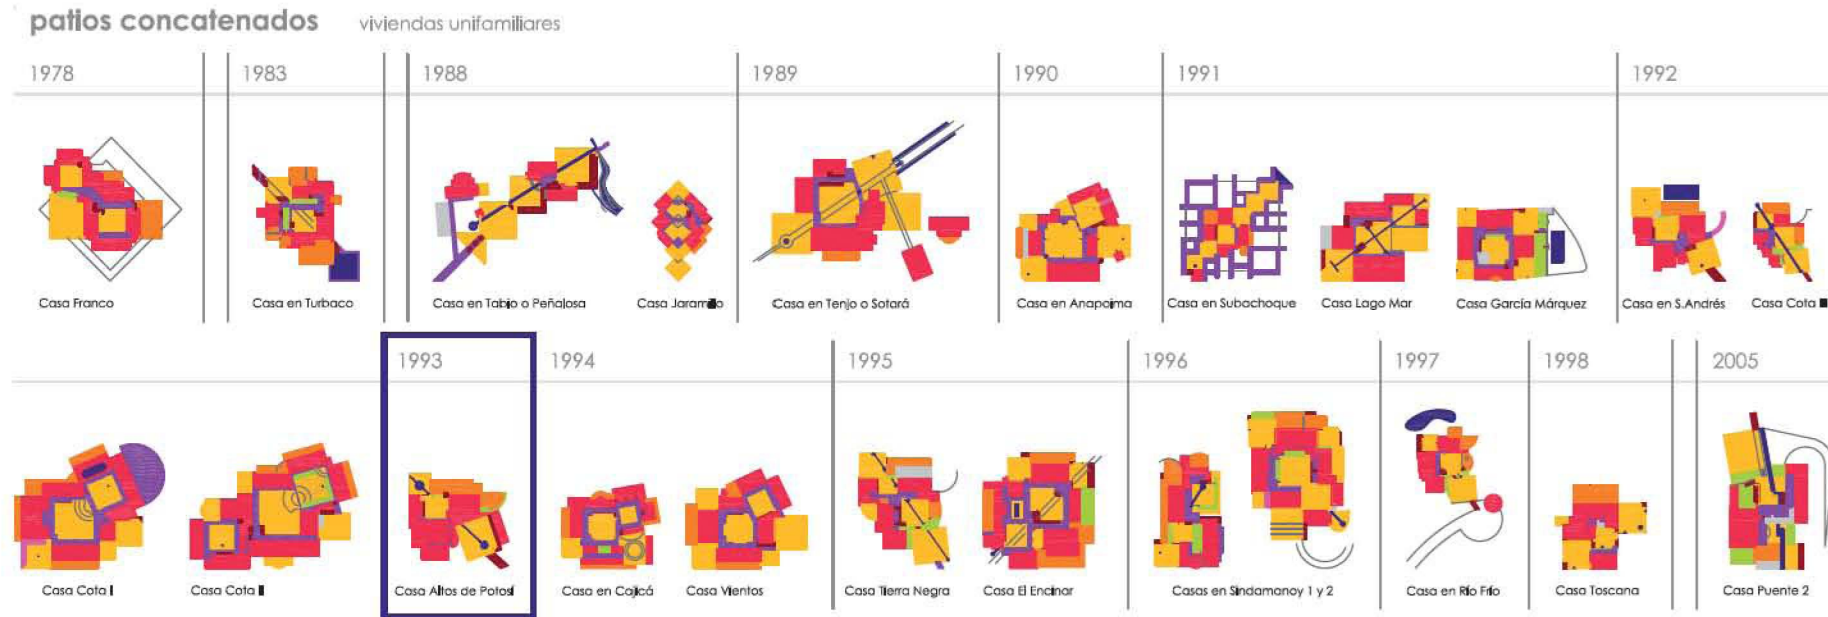 patios concatenados viviendas unifamiliares
1978 1983 1988 1989 1990 1991 1992
Casa Franco Casa en Turbaco Casa en Tabio o Peñalosa Casa Jaramillo Casa en Tenjo o Sotará Casa en Anapoima Casa en Subachoque Casa Lago Mar Casa García Márquez Casa en S.Andrés Casa Cota
1993 1994 1995 1996 1997 1998 2005
Casa Cota I Casa Cota Casa Altos de Potosí Casa en Cajicá Casa Vientos Casa Tierra Negra Casa El Encinar Casas en Sindamanoy 1 y 2 Casa en Río Frío Casa Toscana Casa Puente 2